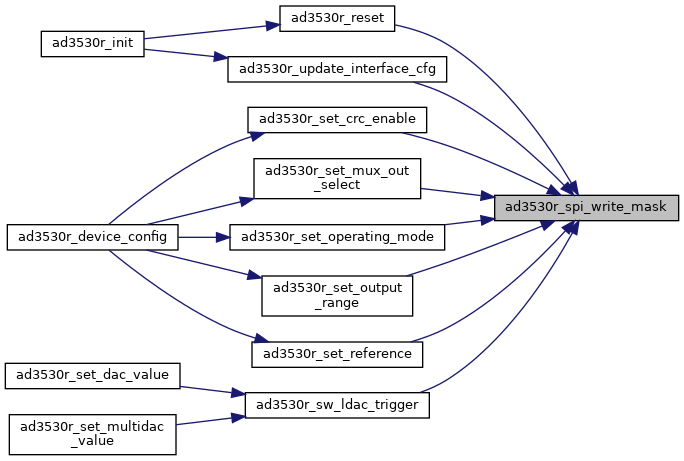 ad3530r_reset
ad3530r_init
ad3530r_update_interface_cfg
ad3530r_set_crc_enable
ad3530r_set_mux_out
_select
ad3530r_spi_write_mask
ad3530r_device_config
ad3530r_set_operating_mode
ad3530r_set_output
_range
ad3530r_set_reference
ad3530r_set_dac_value
ad3530r_sw_ldac_trigger
ad3530r_set_multidac
_value